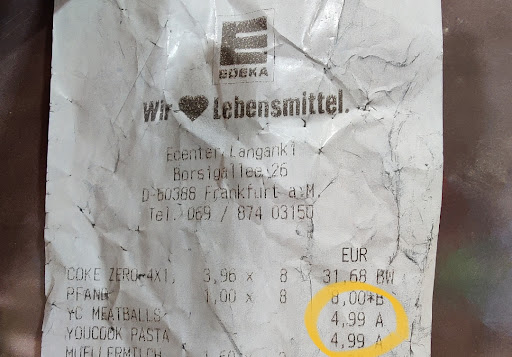 E
EDEKA
Wir Lebensmittel.
Ecenter Langanki
Borsigallee 26
D-60388 Frankfurt a.M.
Tel. 069 / 874 03150
EUR
COKE ZERO 4X1, 3,96 x 8 31,68 BW
PFAND 1,00 x 8 8,00*B
YC MEATBALLS 4,99 A
YOUCOOK PASTA 4,99 A
MUELLERMILCH